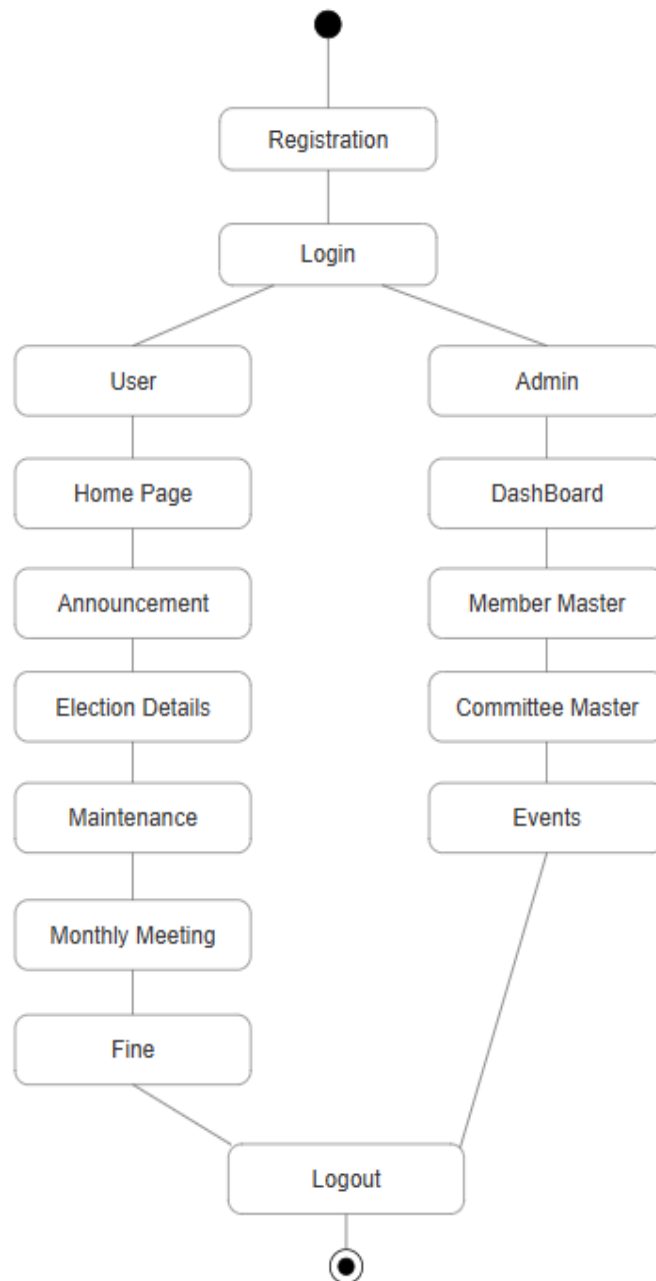 Registration
Login
User
Admin
Home Page
DashBoard
Announcement
Member Master
Election Details
Committee Master
Maintenance
Events
Monthly Meeting
Fine
Logout